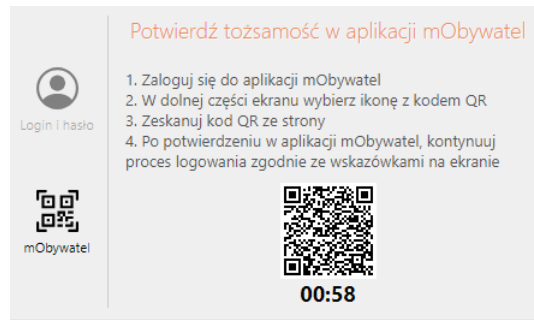 Potwierdź tożsamość w aplikacji mObywatel
Login i hasło
mObywatel
1. Zaloguj się do aplikacji mObywatel
2. W dolnej części ekranu wybierz ikonę z kodem QR
3. Zeskanuj kod QR ze strony
4. Po potwierdzeniu w aplikacji mObywatel, kontynuuj
proces logowania zgodnie ze wskazówkami na ekranie
00:58